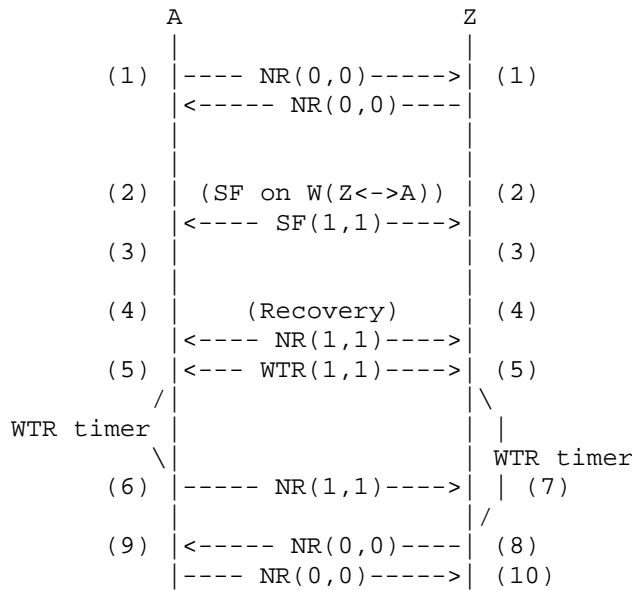 A Z
| |
(1) |---- NR(0,0)----->| (1)
|<----- NR(0,0) ----|
| |
| |
(2) | (SF on W(Z<->A)) | (2)
|<---- SF(1,1)---->|
(3) | | (3)
| |
(4) | (Recovery) | (4)
|<---- NR(1,1)---->|
(5) |<--- WTR(1,1)---->| (5)
/| |\
WTR timer | | |
\| | WTR timer
(6) |---- NR(1,1)---->| | (7)
| |/
(9) |<----- NR(0,0) ----| (8)
|---- NR(0,0)----->| (10)